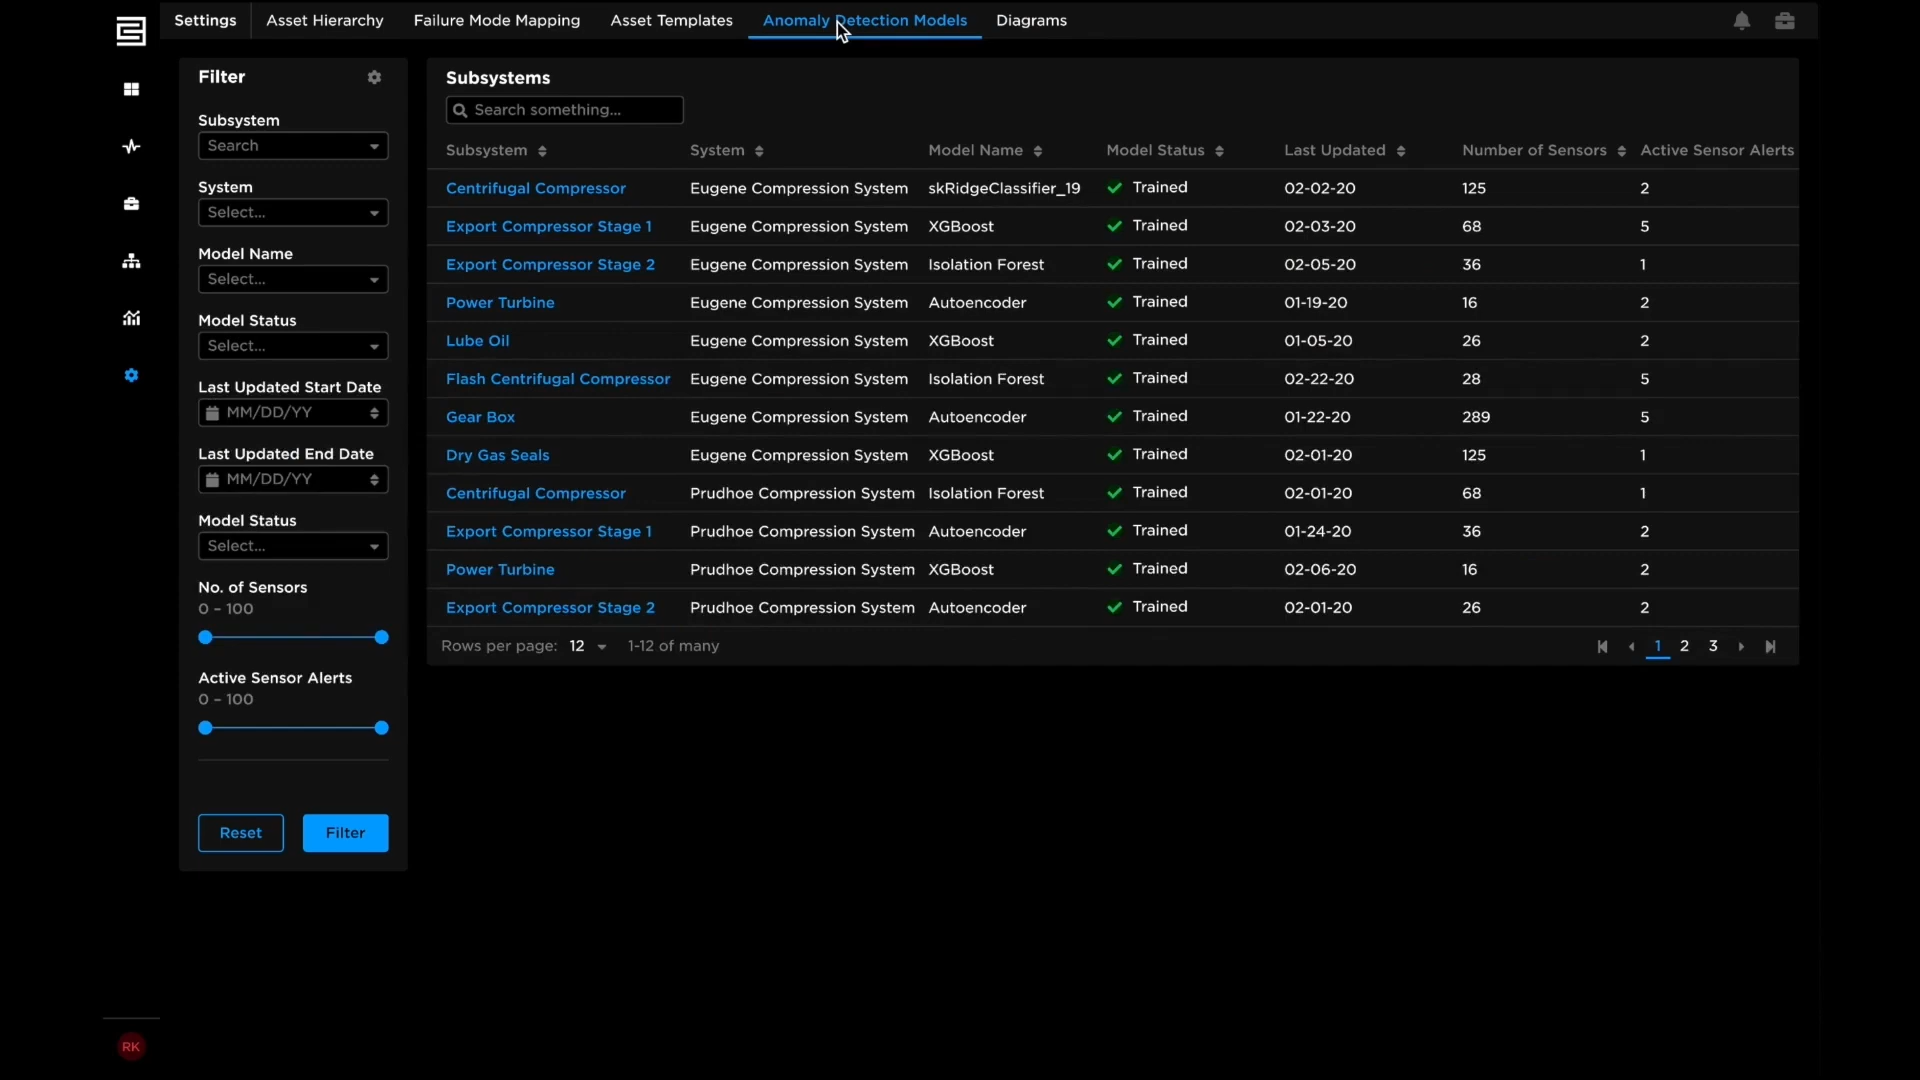 Settings Asset Hierarchy Failure Mode Mapping Asset Templates Anomaly Detection Models Diagrams
Filter
Subsystem
Search
System
Select...
Model Name
Select...
Model Status
Select...
Last Updated Start Date
MM/DD/YY
Last Updated End Date
MM/DD/YY
Model Status
Select...
No. of Sensors
0 – 100
Active Sensor Alerts
0 – 100
Reset Filter
Subsystems
Search something...
Subsystem System Model Name Model Status Last Updated Number of Sensors Active Sensor Alerts
Centrifugal Compressor Eugene Compression System skRidgeClassifier_19 Trained 02-02-20 125 2
Export Compressor Stage 1 Eugene Compression System XGBoost Trained 02-03-20 68 5
Export Compressor Stage 2 Eugene Compression System Isolation Forest Trained 02-05-20 36 1
Power Turbine Eugene Compression System Autoencoder Trained 01-19-20 16 2
Lube Oil Eugene Compression System XGBoost Trained 01-05-20 26 2
Flash Centrifugal Compressor Eugene Compression System Isolation Forest Trained 02-22-20 28 5
Gear Box Eugene Compression System Autoencoder Trained 01-22-20 289 5
Dry Gas Seals Eugene Compression System XGBoost Trained 02-01-20 125 1
Centrifugal Compressor Prudhoe Compression System Isolation Forest Trained 02-01-20 68 1
Export Compressor Stage 1 Prudhoe Compression System Autoencoder Trained 01-24-20 36 2
Power Turbine Prudhoe Compression System XGBoost Trained 02-06-20 16 2
Export Compressor Stage 2 Prudhoe Compression System Autoencoder Trained 02-01-20 26 2
Rows per page: 12 1-12 of many 1 2 3
RK